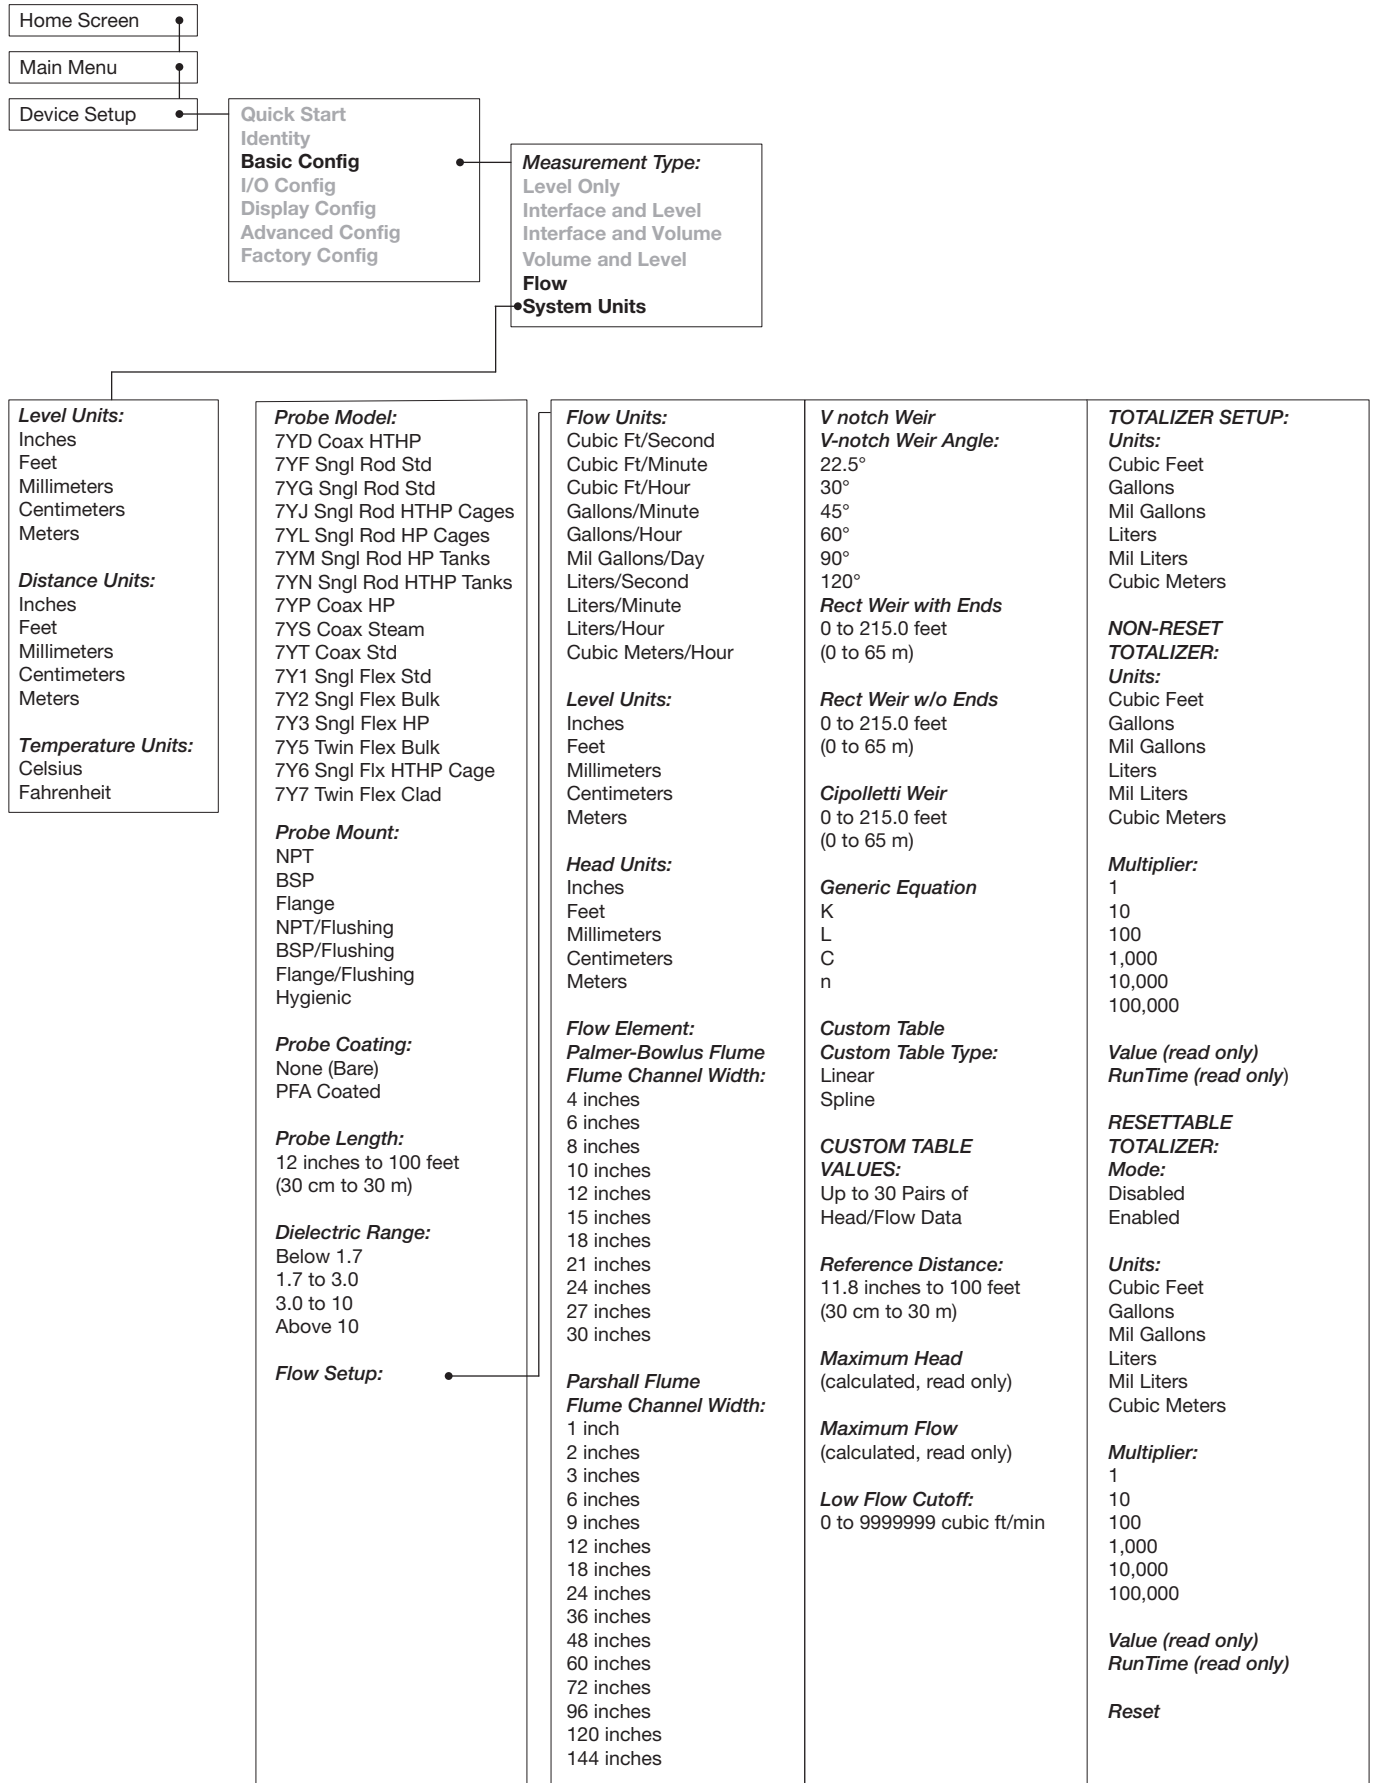 Home Screen
Main Menu
Device Setup
Quick Start
Identity
Basic Config
I/O Config
Display Config
Advanced Config
Factory Config
Measurement Type:
Level Only
Interface and Level
Interface and Volume
Volume and Level
Flow
System Units
Level Units:
Inches
Feet
Millimeters
Centimeters
Meters
Distance Units:
Inches
Feet
Millimeters
Centimeters
Meters
Temperature Units:
Celsius
Fahrenheit
Probe Model:
7YD Coax HTHP
7YF Sngl Rod Std
7YG Sngl Rod Std
7YJ Sngl Rod HTHP Cages
7YL Sngl Rod HP Cages
7YM Sngl Rod HP Tanks
7YN Sngl Rod HTHP Tanks
7YP Coax HP
7YS Coax Steam
7YT Coax Std
7Y1 Sngl Flex Std
7Y2 Sngl Flex Bulk
7Y3 Sngl Flex HP
7Y5 Twin Flex Bulk
7Y6 Sngl Flx HTHP Cage
7Y7 Twin Flex Clad
Probe Mount:
NPT
BSP
Flange
NPT/Flushing
BSP/Flushing
Flange/Flushing
Hygienic
Probe Coating:
None (Bare)
PFA Coated
Probe Length:
12 inches to 100 feet
(30 cm to 30 m)
Dielectric Range:
Below 1.7
1.7 to 3.0
3.0 to 10
Above 10
Flow Setup:
Flow Units:
Cubic Ft/Second
Cubic Ft/Minute
Cubic Ft/Hour
Gallons/Minute
Gallons/Hour
Mil Gallons/Day
Liters/Second
Liters/Minute
Liters/Hour
Cubic Meters/Hour
Level Units:
Inches
Feet
Millimeters
Centimeters
Meters
Head Units:
Inches
Feet
Millimeters
Centimeters
Meters
Flow Element:
Palmer-Bowlus Flume
Flume Channel Width:
4 inches
6 inches
8 inches
10 inches
12 inches
15 inches
18 inches
21 inches
24 inches
27 inches
30 inches
Parshall Flume
Flume Channel Width:
1 inch
2 inches
3 inches
6 inches
9 inches
12 inches
18 inches
24 inches
36 inches
48 inches
60 inches
72 inches
96 inches
120 inches
144 inches
V notch Weir
V-notch Weir Angle:
22.5°
30°
45°
60°
90°
120°
Rect Weir with Ends
0 to 215.0 feet
(0 to 65 m)
Rect Weir w/o Ends
0 to 215.0 feet
(0 to 65 m)
Cipolletti Weir
0 to 215.0 feet
(0 to 65 m)
Generic Equation
K
L
C
n
Custom Table
Custom Table Type:
Linear
Spline
CUSTOM TABLE
VALUES:
Up to 30 Pairs of
Head/Flow Data
Reference Distance:
11.8 inches to 100 feet
(30 cm to 30 m)
Maximum Head
(calculated, read only)
Maximum Flow
(calculated, read only)
Low Flow Cutoff:
0 to 9999999 cubic ft/min
TOTALIZER SETUP:
Units:
Cubic Feet
Gallons
Mil Gallons
Liters
Mil Liters
Cubic Meters
NON-RESET
TOTALIZER:
Units:
Cubic Feet
Gallons
Mil Gallons
Liters
Mil Liters
Cubic Meters
Multiplier:
1
10
100
1,000
10,000
100,000
Value (read only)
RunTime (read only)
RESETTABLE
TOTALIZER:
Mode:
Disabled
Enabled
Units:
Cubic Feet
Gallons
Mil Gallons
Liters
Mil Liters
Cubic Meters
Multiplier:
1
10
100
1,000
10,000
100,000
Value (read only)
RunTime (read only)
Reset